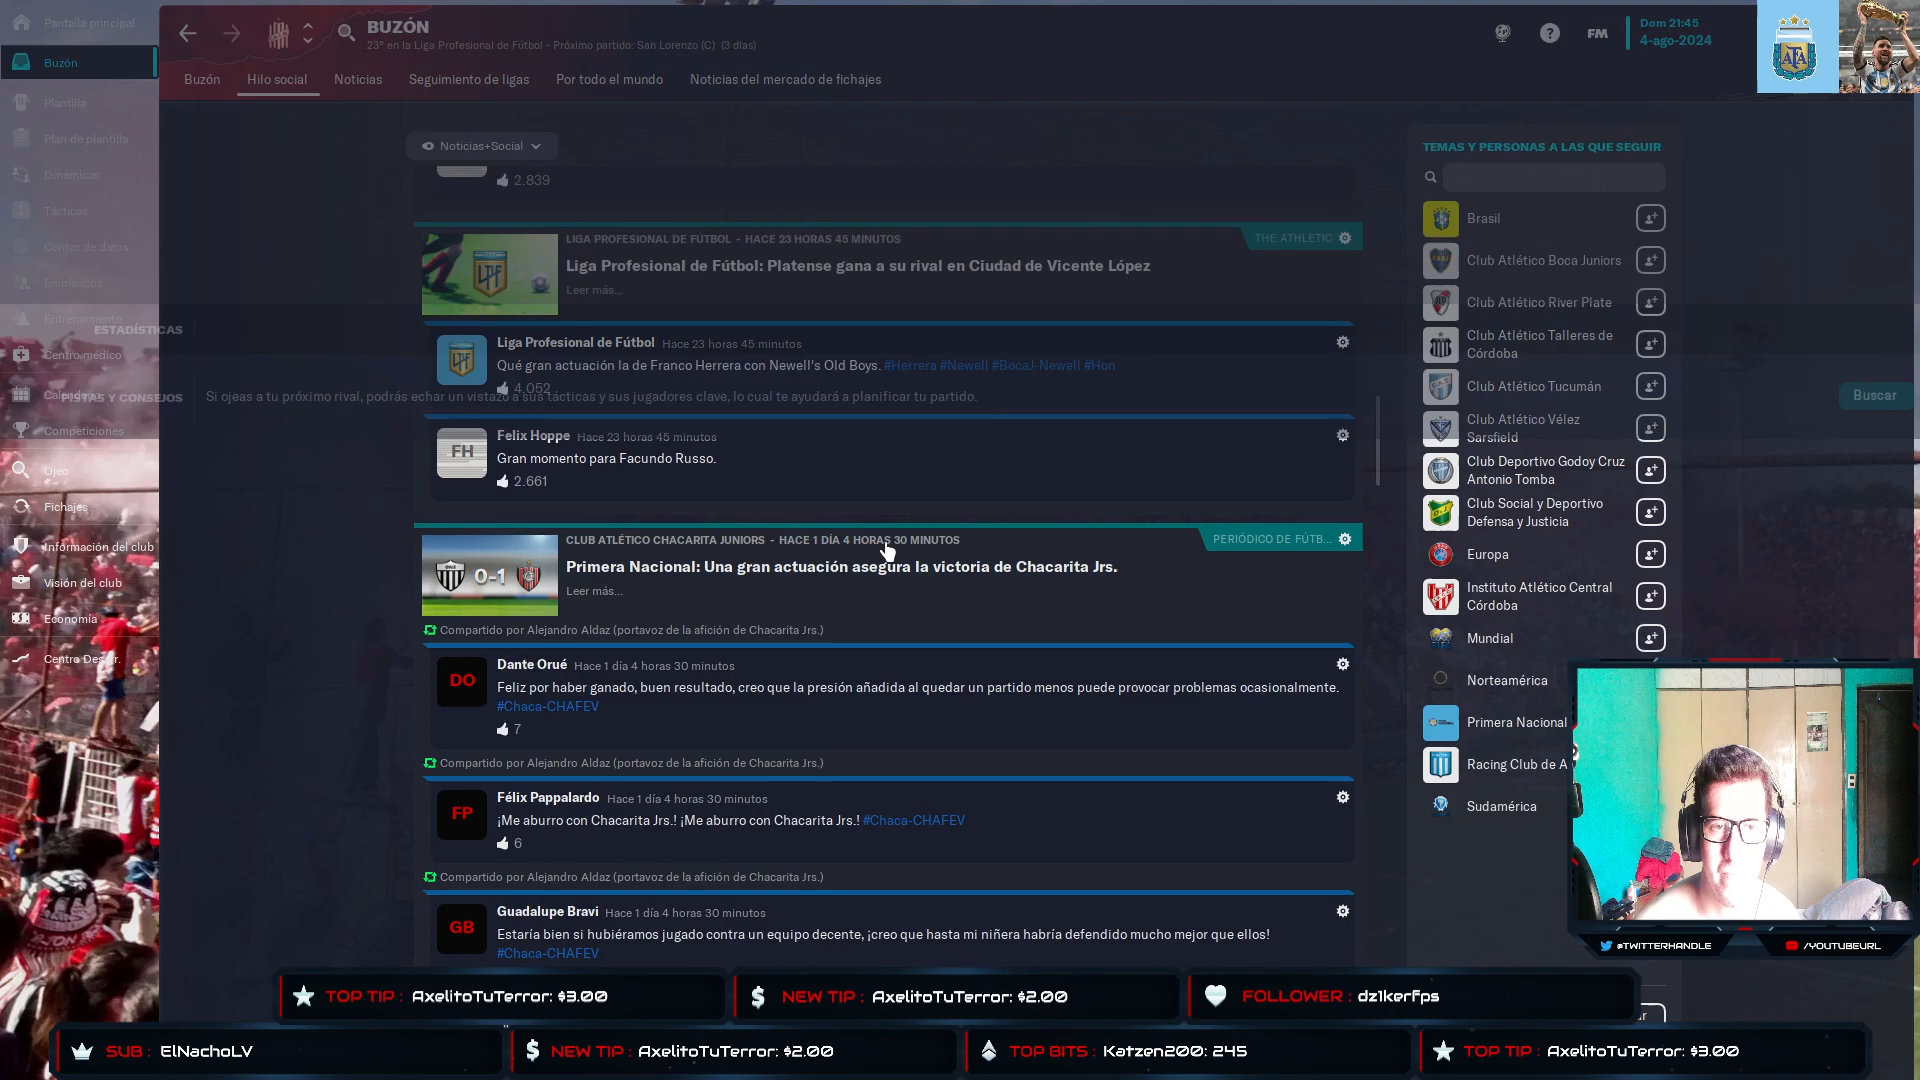 Pantalla principal
Buzón
Plantilla
Plan de plantilla
Dinámicas
Tácticas
Centro de datos
Empleados
Entrenamiento
Centro médico
Calendario
Competiciones
Ojeo
Fichajes
Información del club
Visión del club
Economía
Centro Desarr.
BUZÓN
23º en la Liga Profesional de Fútbol - Próximo partido: San Lorenzo (C) (3 días)
FM
Dom 21:45
4-ago-2024
AFA
Buzón
Hilo social
Noticias
Seguimiento de ligas
Por todo el mundo
Noticias del mercado de fichajes
Noticias+Social
2.839
LIGA PROFESIONAL DE FÚTBOL - HACE 23 HORAS 45 MINUTOS
THE ATHLETIC
Liga Profesional de Fútbol: Platense gana a su rival en Ciudad de Vicente López
Leer más...
ESTADÍSTICAS
Liga Profesional de Fútbol Hace 23 horas 45 minutos
Qué gran actuación la de Franco Herrera con Newell's Old Boys. #Herrera #Newell #BocaJ-Newell #Hon
4.052
PISTAS Y CONSEJOS
Si ojeas a tu próximo rival, podrás echar un vistazo a sus tácticas y sus jugadores clave, lo cual te ayudará a planificar tu partido.
Buscar
FH
Felix Hoppe Hace 23 horas 45 minutos
Gran momento para Facundo Russo.
2.661
CLUB ATLÉTICO CHACARITA JUNIORS - HACE 1 DÍA 4 HORAS 30 MINUTOS
PERIÓDICO DE FÚTB...
0-1
Primera Nacional: Una gran actuación asegura la victoria de Chacarita Jrs.
Leer más...
Compartido por Alejandro Aldaz (portavoz de la afición de Chacarita Jrs.)
DO
Dante Orué Hace 1 día 4 horas 30 minutos
Feliz por haber ganado, buen resultado, creo que la presión añadida al quedar un partido menos puede provocar problemas ocasionalmente.
#Chaca-CHAFEV
7
Compartido por Alejandro Aldaz (portavoz de la afición de Chacarita Jrs.)
FP
Félix Pappalardo Hace 1 día 4 horas 30 minutos
¡Me aburro con Chacarita Jrs.! ¡Me aburro con Chacarita Jrs.! #Chaca-CHAFEV
6
Compartido por Alejandro Aldaz (portavoz de la afición de Chacarita Jrs.)
GB
Guadalupe Bravi Hace 1 día 4 horas 30 minutos
Estaría bien si hubiéramos jugado contra un equipo decente, ¡creo que hasta mi niñera habría defendido mucho mejor que ellos!
#Chaca-CHAFEV
TEMAS Y PERSONAS A LAS QUE SEGUIR
Brasil
Club Atlético Boca Juniors
Club Atlético River Plate
Club Atlético Talleres de
Córdoba
Club Atlético Tucumán
Club Atlético Vélez
Sarsfield
Club Deportivo Godoy Cruz
Antonio Tomba
Club Social y Deportivo
Defensa y Justicia
Europa
Instituto Atlético Central
Córdoba
Mundial
Norteamérica
Primera Nacional
Racing Club de A
Sudamérica
@TWITTERHANDLE
/YOUTUBEURL
TOP TIP : AxelitoTuTerror: $3.00
NEW TIP : AxelitoTuTerror: $2.00
FOLLOWER : dz1kerfps
SUB : ElNachoLV
NEW TIP : AxelitoTuTerror: $2.00
TOP BITS : Katzen200: 245
TOP TIP : AxelitoTuTerror: $3.00